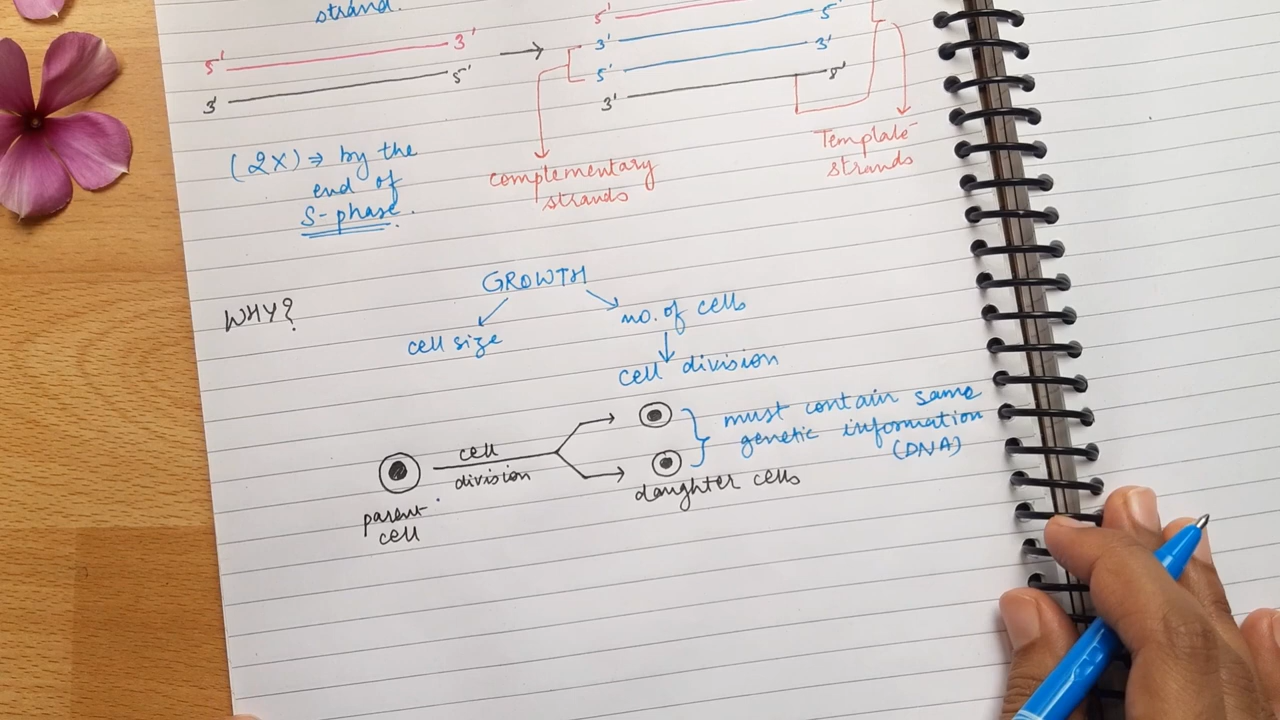 strand.
5' 3'
3' 5'
5' 5'
3' 3'
5'
3' 5'
(2X) ⇒ by the
end of
S-phase.
complementary
strands
Template
strands
WHY?
GROWTH
cell size
no. of cells
cell division
parent
cell
cell
division
daughter cells
must contain same
genetic information
(DNA)